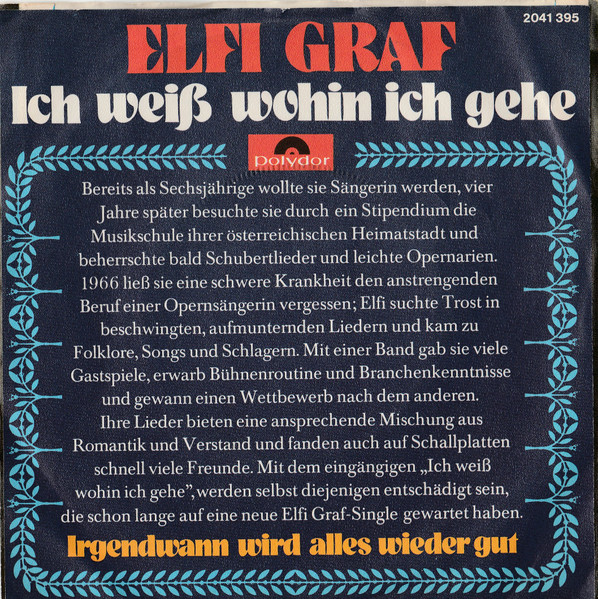 2041 395
ELFI GRAF
Ich weiß wohin ich gehe
polydor
Bereits als Sechsjährige wollte sie Sängerin werden, vier
Jahre später besuchte sie durch ein Stipendium die
Musikschule ihrer österreichischen Heimatstadt und
beherrschte bald Schubertlieder und leichte Opernarien.
1966 ließ sie eine schwere Krankheit den anstrengenden
Beruf einer Opernsängerin vergessen; Elfi suchte Trost in
beschwingten, aufmunternden Liedern und kam zu
Folklore, Songs und Schlagern. Mit einer Band gab sie viele
Gastspiele, erwarb Bühnenroutine und Branchenkenntnisse
und gewann einen Wettbewerb nach dem anderen.
Ihre Lieder bieten eine ansprechende Mischung aus
Romantik und Verstand und fanden auch auf Schallplatten
schnell viele Freunde. Mit dem eingängigen „Ich weiß
wohin ich gehe”, werden selbst diejenigen entschädigt sein,
die schon lange auf eine neue Elfi Graf-Single gewartet haben.
Irgendwann wird alles wieder gut